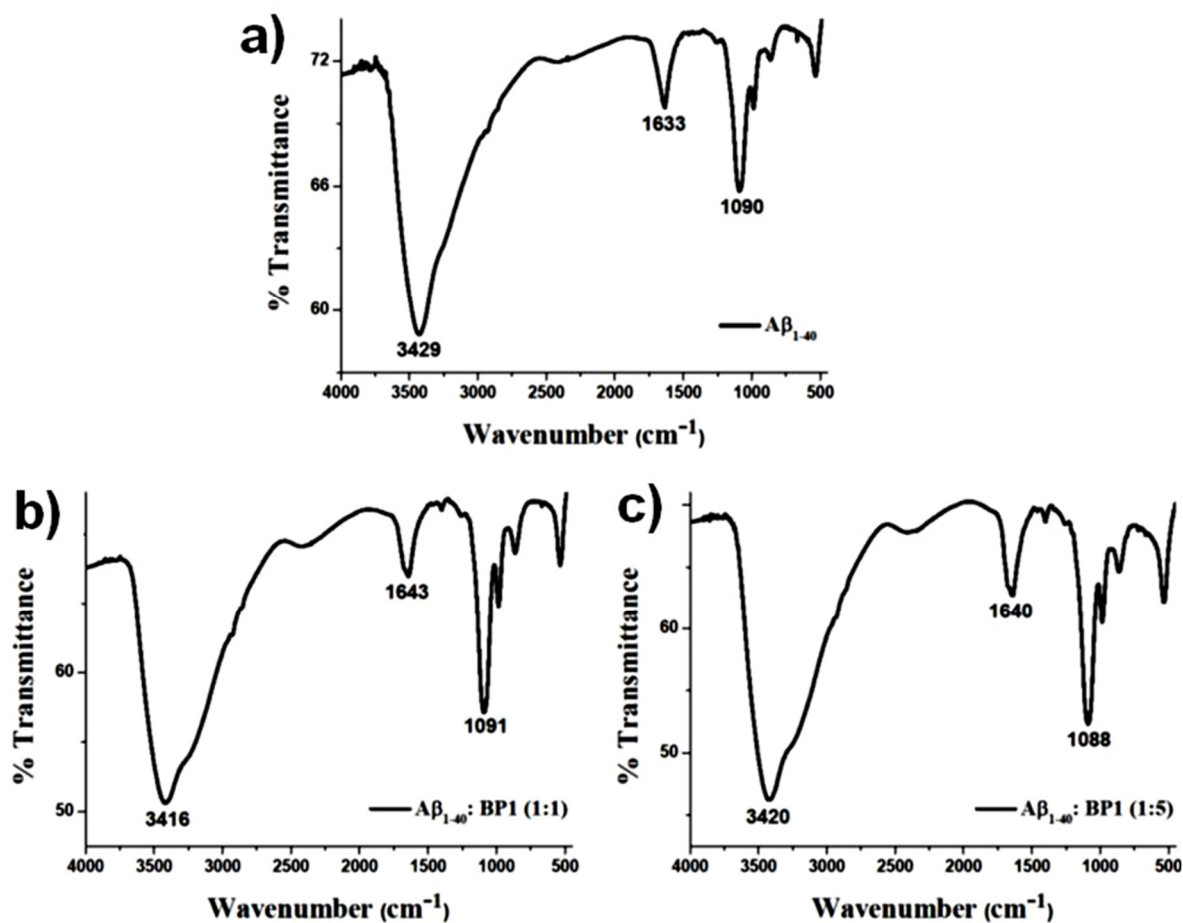 a)
% Transmittance
72
66
60
1633
1090
3429
Aβ1-40
4000 3500 3000 2500 2000 1500 1000 500
Wavenumber (cm⁻¹)
b)
% Transmittance
60
50
1643
1091
3416
Aβ1-40: BP1 (1:1)
4000 3500 3000 2500 2000 1500 1000 500
Wavenumber (cm⁻¹)
c)
% Transmittance
60
50
1640
1088
3420
Aβ1-40: BP1 (1:5)
4000 3500 3000 2500 2000 1500 1000 500
Wavenumber (cm⁻¹)